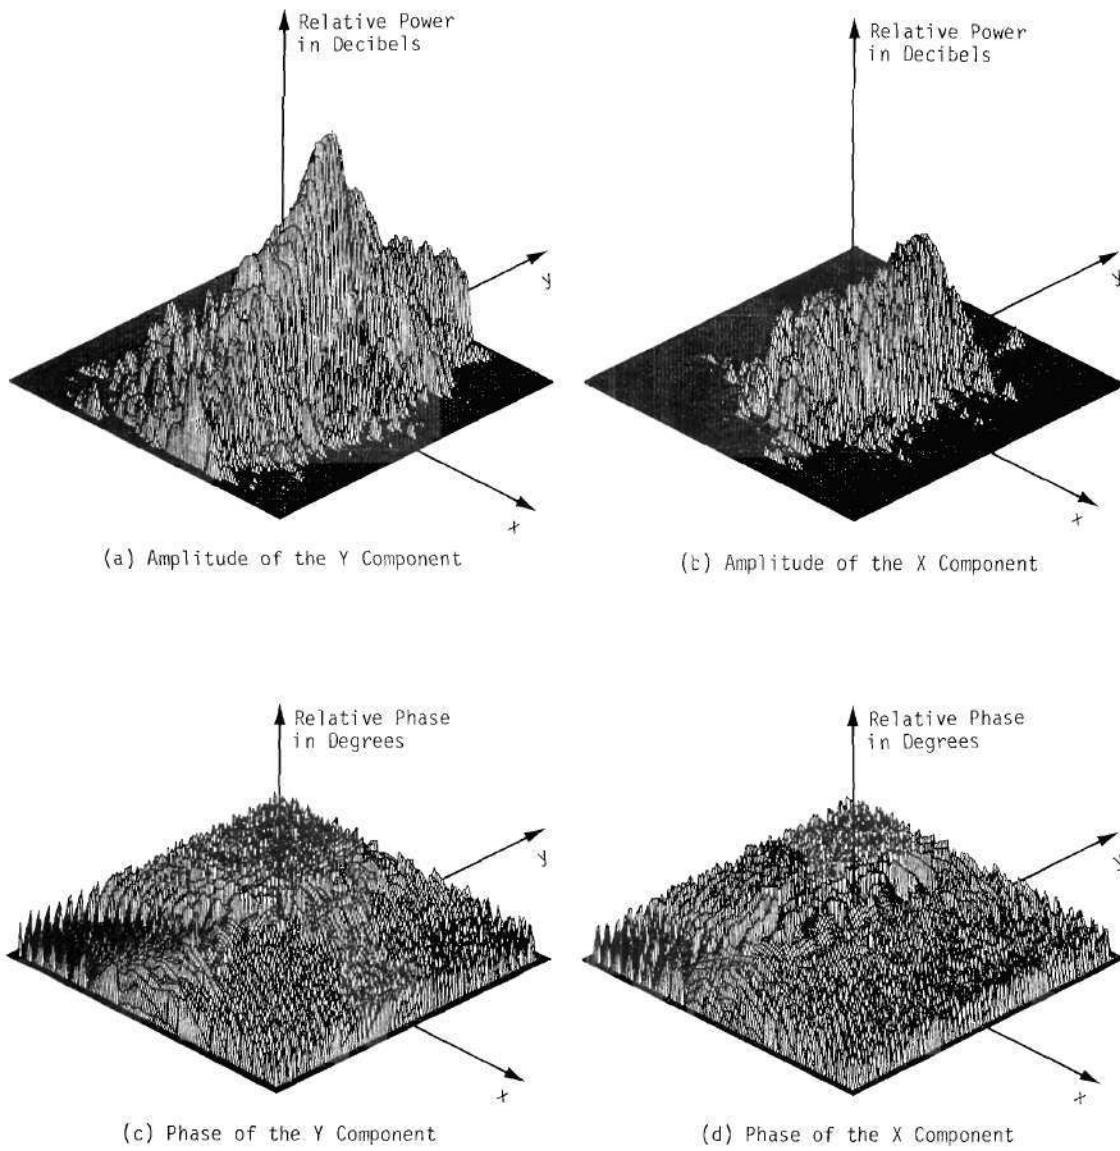 Relative Power
in Decibels
y
x
(a) Amplitude of the Y Component
Relative Power
in Decibels
y
x
(b) Amplitude of the X Component
Relative Phase
in Degrees
y
x
(c) Phase of the Y Component
Relative Phase
in Degrees
y
x
(d) Phase of the X Component